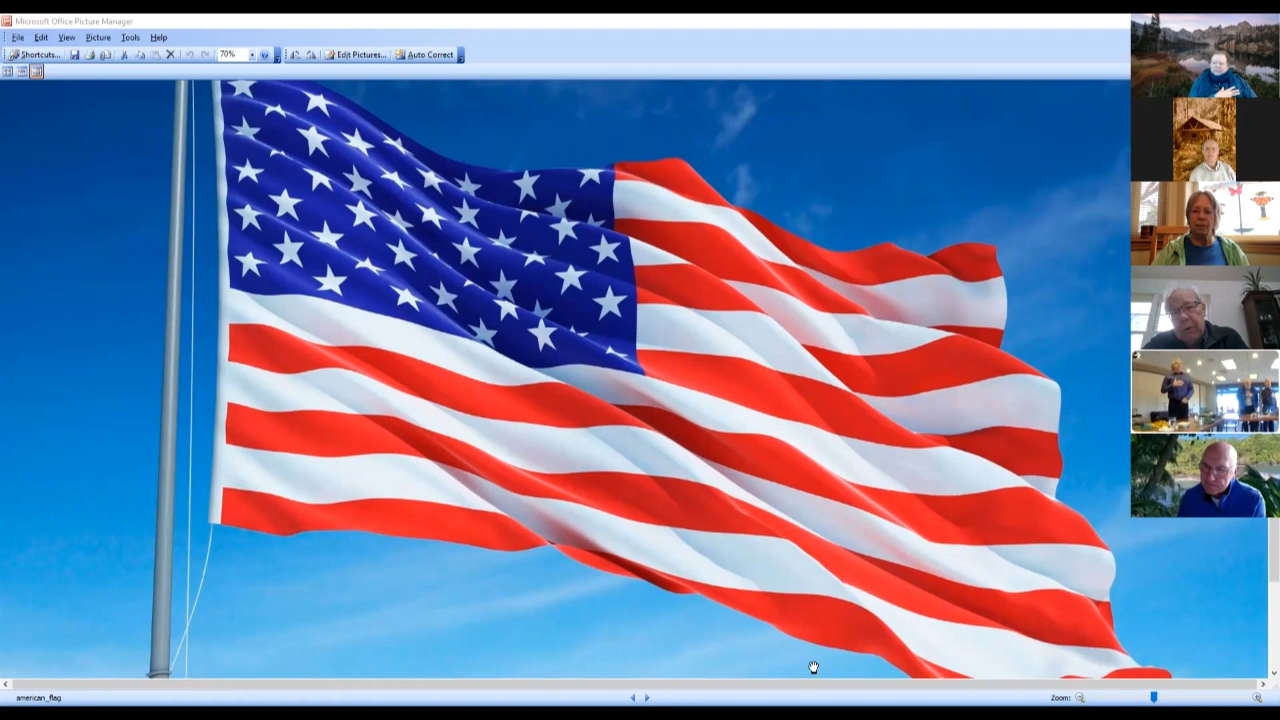 Microsoft Office Picture Manager
File Edit View Picture Tools Help
Shortcuts... 70% Edit Pictures... Auto Correct
american_flag Zoom: